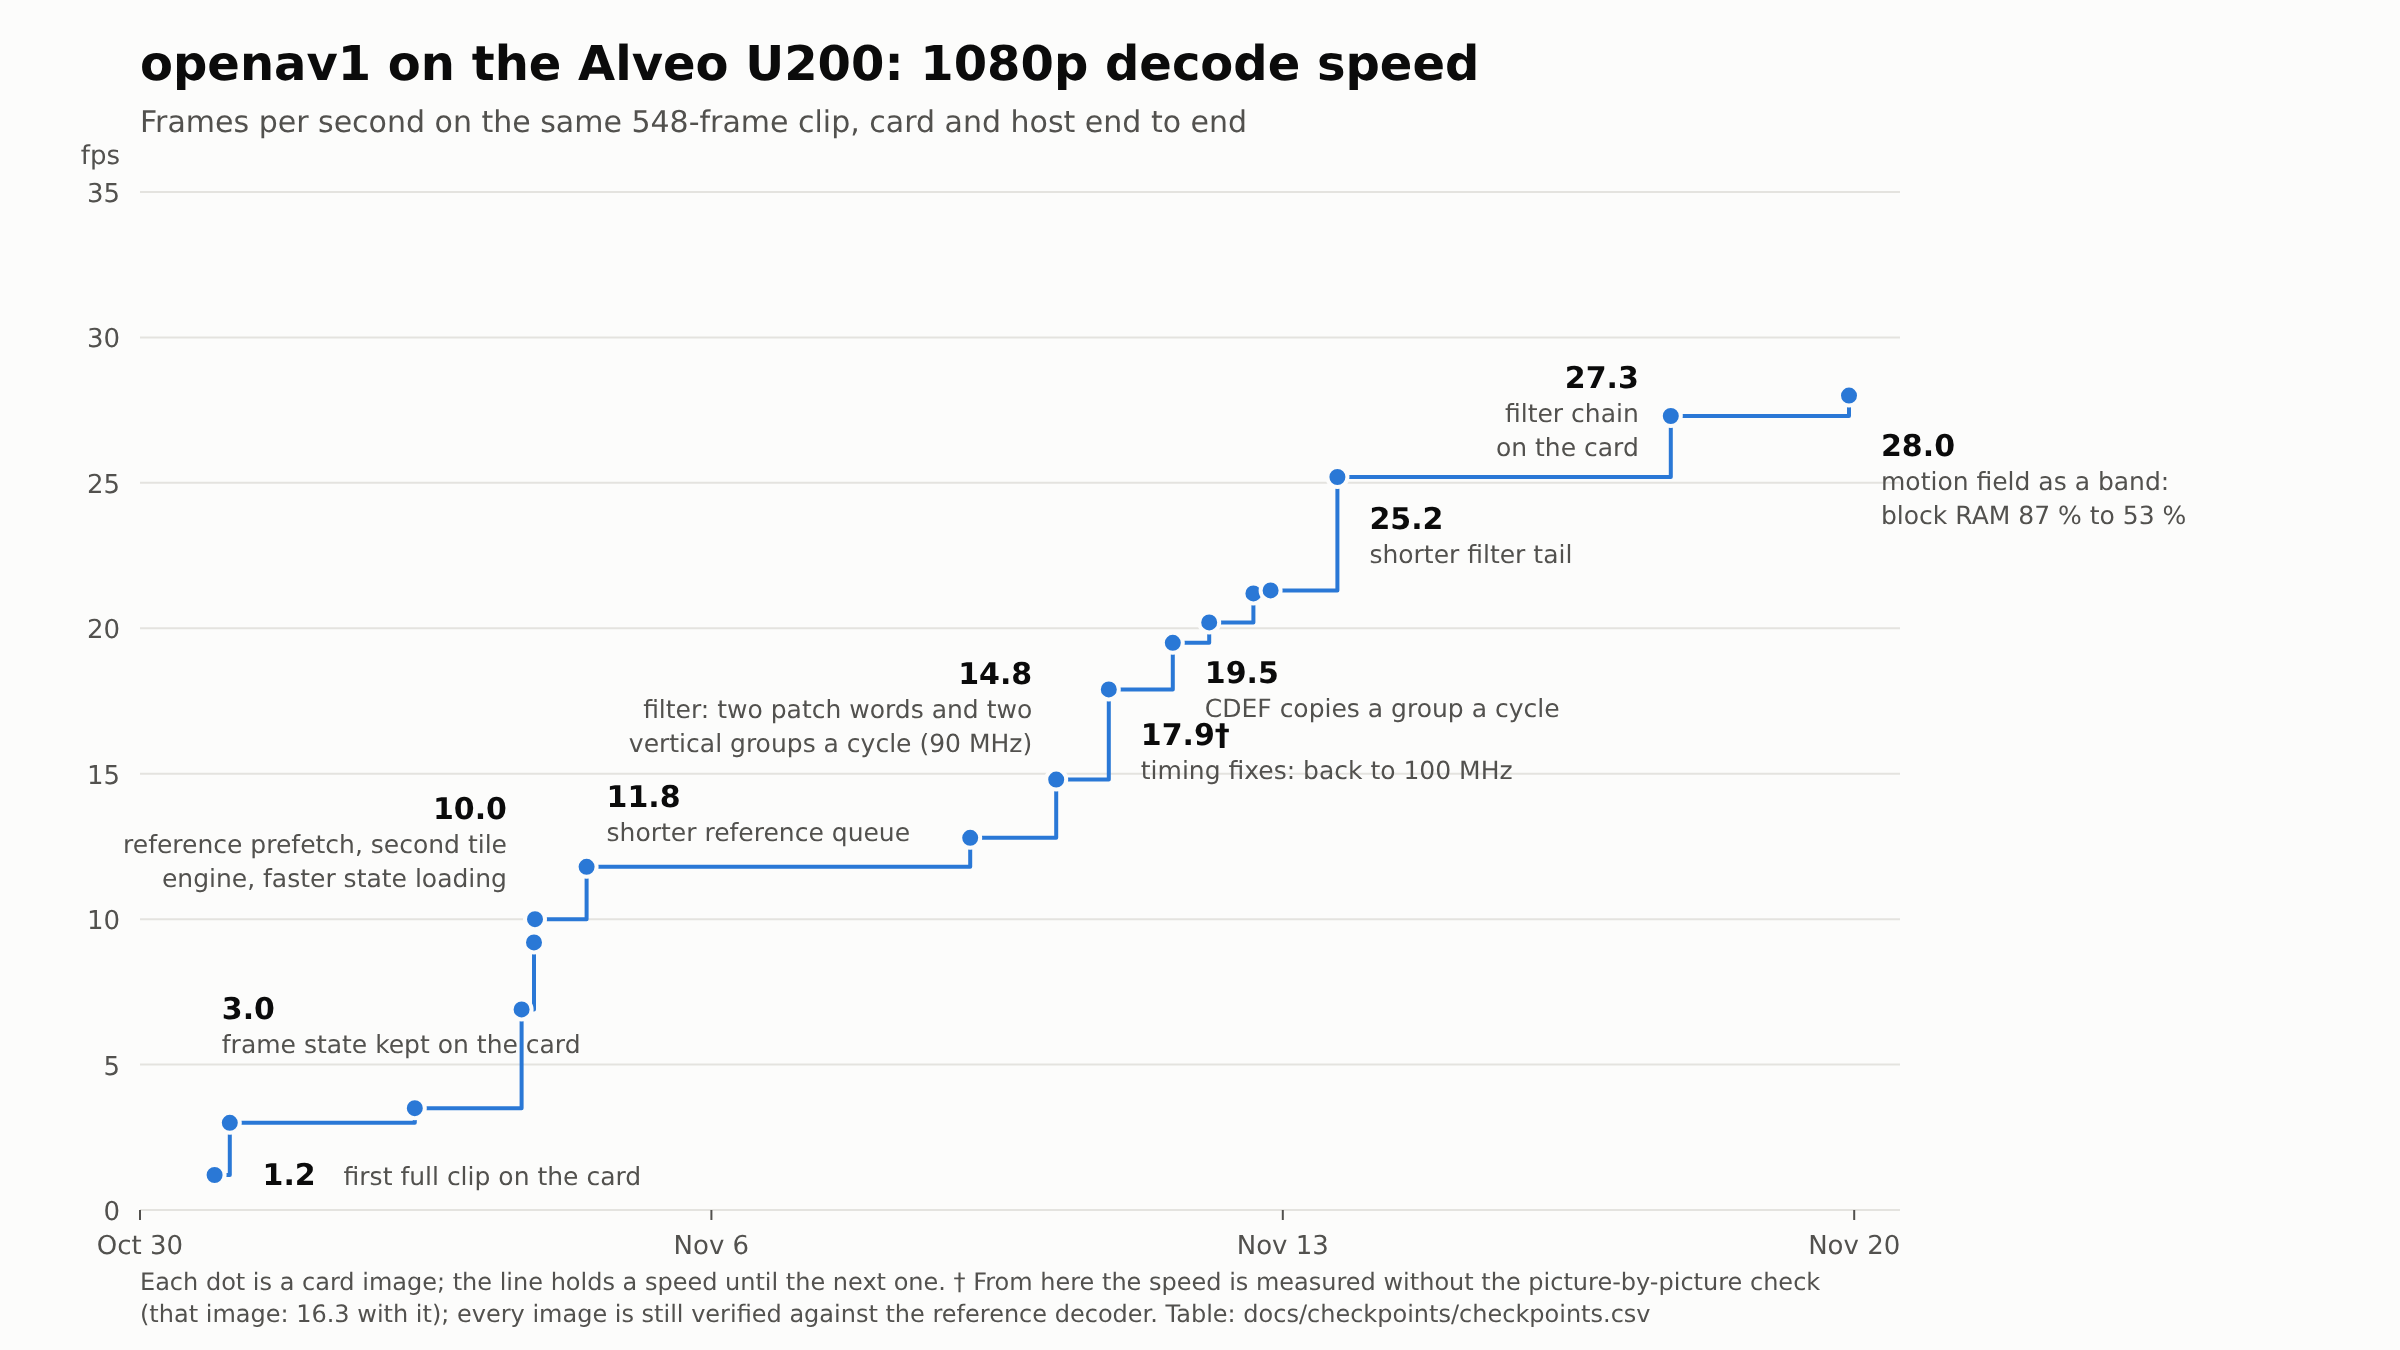 openav1 on the Alveo U200: 1080p decode speed
Frames per second on the same 548-frame clip, card and host end to end
fps
35
30
27.3
filter chain
on the card
28.0
motion field as a band:
block RAM 87 % to 53 %
25
25.2
shorter filter tail
20
14.8
filter: two patch words and two
vertical groups a cycle (90 MHz)
19.5
CDEF copies a group a cycle
17.9†
timing fixes: back to 100 MHz
15
10.0
reference prefetch, second tile
engine, faster state loading
11.8
shorter reference queue
10
3.0
frame state kept on the card
5
1.2 first full clip on the card
0
Oct 30 Nov 6 Nov 13 Nov 20
Each dot is a card image; the line holds a speed until the next one. † From here the speed is measured without the picture-by-picture check
(that image: 16.3 with it); every image is still verified against the reference decoder. Table: docs/checkpoints/checkpoints.csv